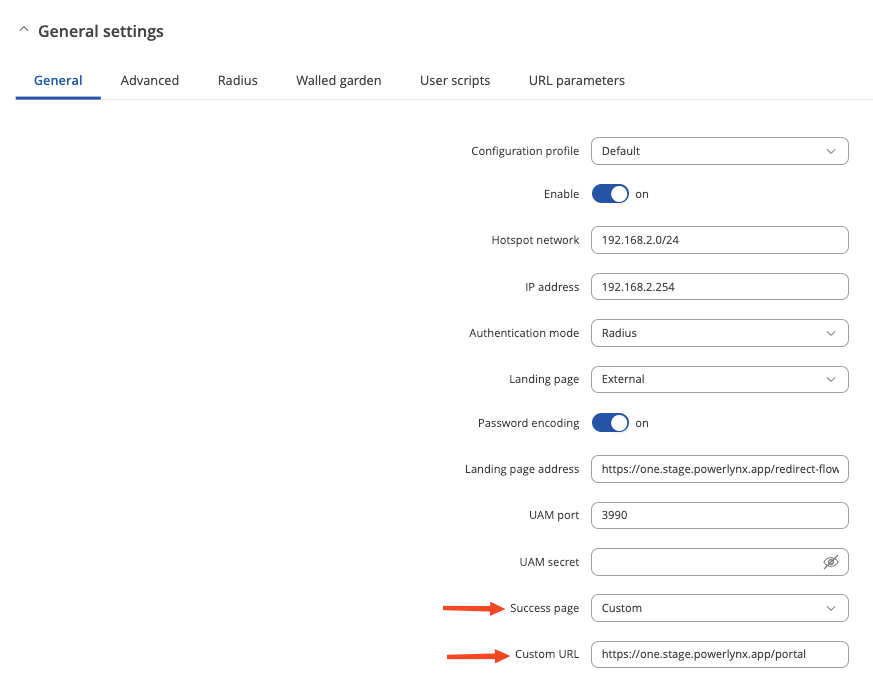 General settings
General Advanced Radius Walled garden User scripts URL parameters
Configuration profile Default
Enable on
Hotspot network 192.168.2.0/24
IP address 192.168.2.254
Authentication mode Radius
Landing page External
Password encoding on
Landing page address https://one.stage.powerlynx.app/redirect-flow
UAM port 3990
UAM secret
Success page Custom
Custom URL https://one.stage.powerlynx.app/portal